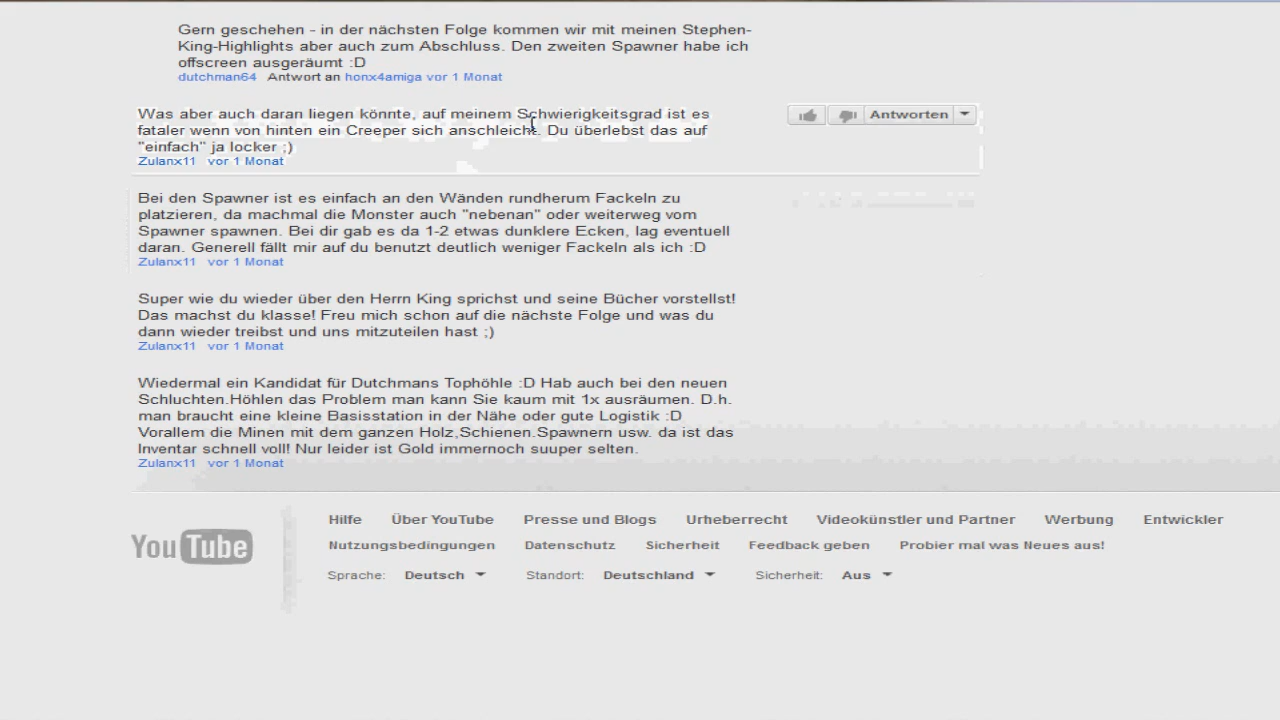 Gern geschehen - in der nächsten Folge kommen wir mit meinen Stephen-
King-Highlights aber auch zum Abschluss. Den zweiten Spawner habe ich
offscreen ausgeräumt :D
dutchman64 Antwort an honx4amiga vor 1 Monat
Was aber auch daran liegen könnte, auf meinem Schwierigkeitsgrad ist es
fataler wenn von hinten ein Creeper sich anschleicht. Du überlebst das auf
"einfach" ja locker ;)
Zulanx11 vor 1 Monat
Antworten
Bei den Spawner ist es einfach an den Wänden rundherum Fackeln zu
platzieren, da machmal die Monster auch "nebenan" oder weiterweg vom
Spawner spawnen. Bei dir gab es da 1-2 etwas dunklere Ecken, lag eventuell
daran. Generell fällt mir auf du benutzt deutlich weniger Fackeln als ich :D
Zulanx11 vor 1 Monat
Super wie du wieder über den Herrn King sprichst und seine Bücher vorstellst!
Das machst du klasse! Freu mich schon auf die nächste Folge und was du
dann wieder treibst und uns mitzuteilen hast ;)
Zulanx11 vor 1 Monat
Wiedermal ein Kandidat für Dutchmans Tophöhle :D Hab auch bei den neuen
Schluchten.Höhlen das Problem man kann Sie kaum mit 1x ausräumen. D.h.
man braucht eine kleine Basisstation in der Nähe oder gute Logistik :D
Vorallem die Minen mit dem ganzen Holz,Schienen.Spawnern usw. da ist das
Inventar schnell voll! Nur leider ist Gold immernoch suuper selten.
Zulanx11 vor 1 Monat
YouTube
Hilfe Über YouTube Presse und Blogs Urheberrecht Videokünstler und Partner Werbung Entwickler
Nutzungsbedingungen Datenschutz Sicherheit Feedback geben Probier mal was Neues aus!
Sprache: Deutsch Standort: Deutschland Sicherheit: Aus